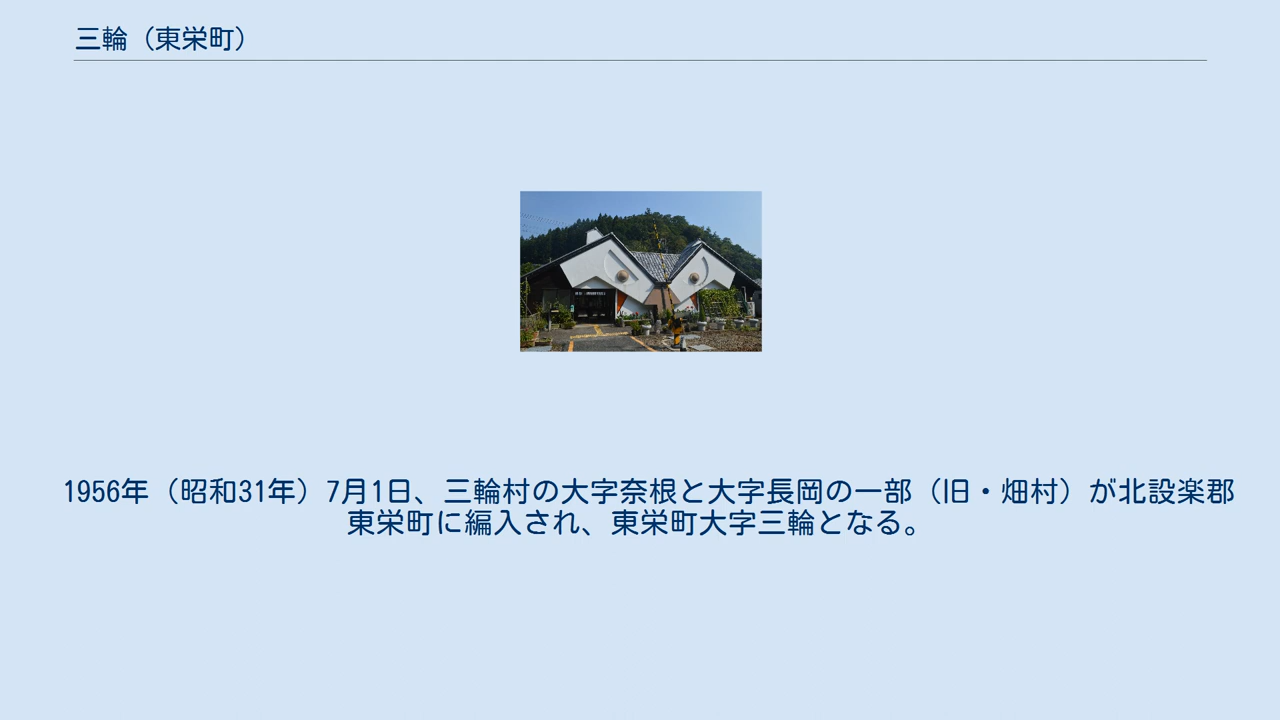 三輪（東栄町）
1956年（昭和31年）7月1日、三輪村の大字奈根と大字長岡の一部（旧・畑村）が北設楽郡
東栄町に編入され、東栄町大字三輪となる。